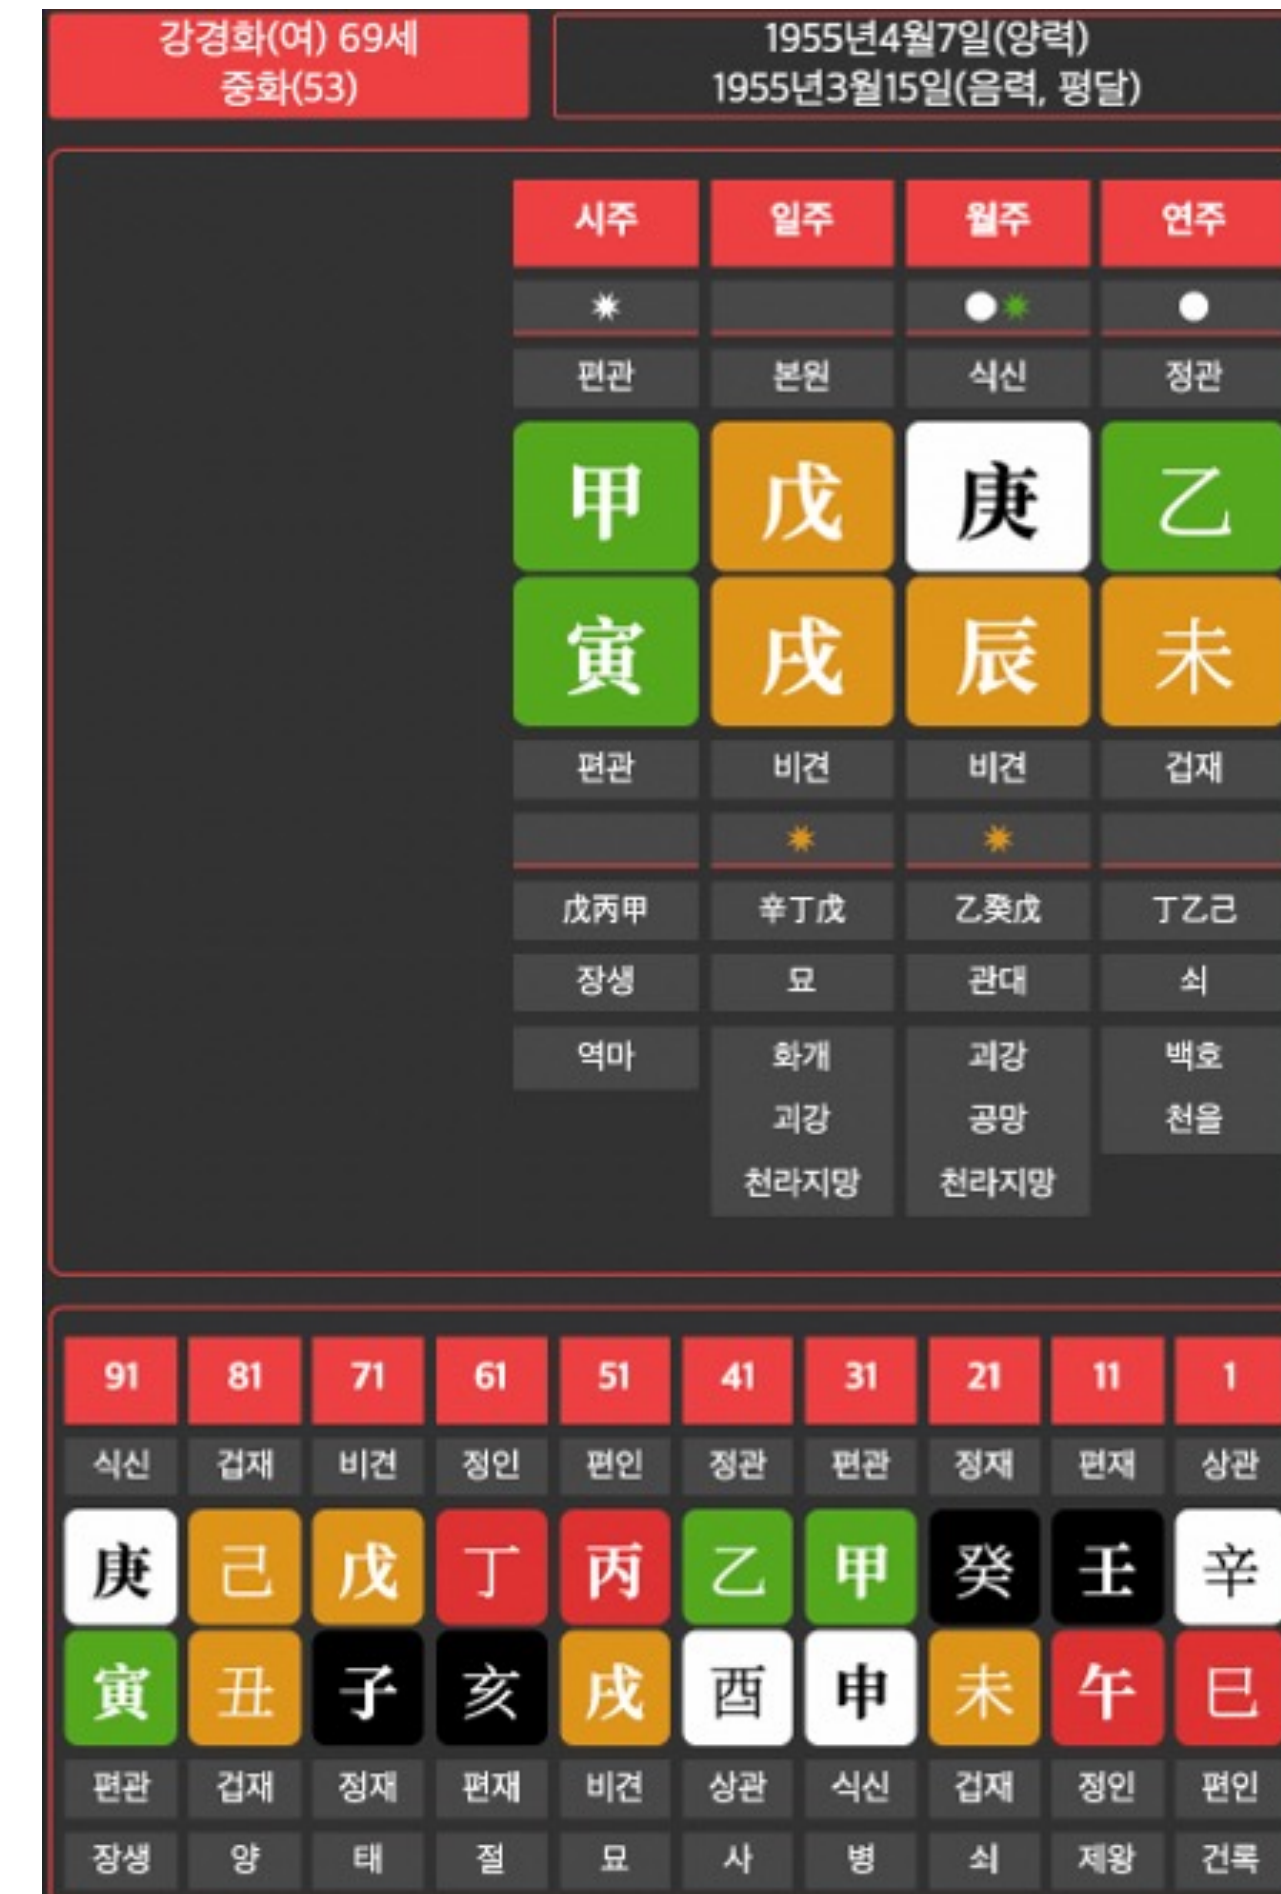 강경화(여) 69세
중화(53)
1955년4월7일(양력)
1955년3월15일(음력, 평달)
시주 일주 월주 연주
편관 본원 식신 정관
甲 戊 庚 乙
寅 戌 辰 未
편관 비견 비견 겁재
戊丙甲 辛丁戊 乙癸戊 丁乙己
장생 묘 관대 쇠
역마 화개 괴강 백호
괴강 공망 천을
천라지망 천라지망
91 81 71 61 51 41 31 21 11 1
식신 겁재 비견 정인 편인 정관 편관 정재 편재 상관
庚 己 戊 丁 丙 乙 甲 癸 壬 辛
寅 丑 子 亥 戌 酉 申 未 午 巳
편관 겁재 정재 편재 비견 상관 식신 겁재 정인 편인
장생 양 태 절 묘 사 병 쇠 제왕 건록